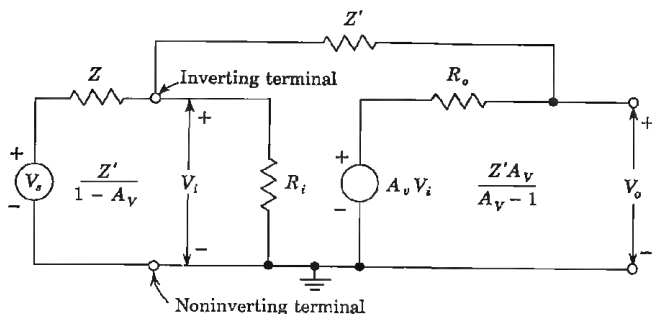 Z'
Z
Inverting terminal
R_o
+
+
+
+
V_s
Z' / 1 − A_V
V_i
R_i
A_v V_i
Z' A_V / A_V − 1
V_o
−
−
−
−
Noninverting terminal